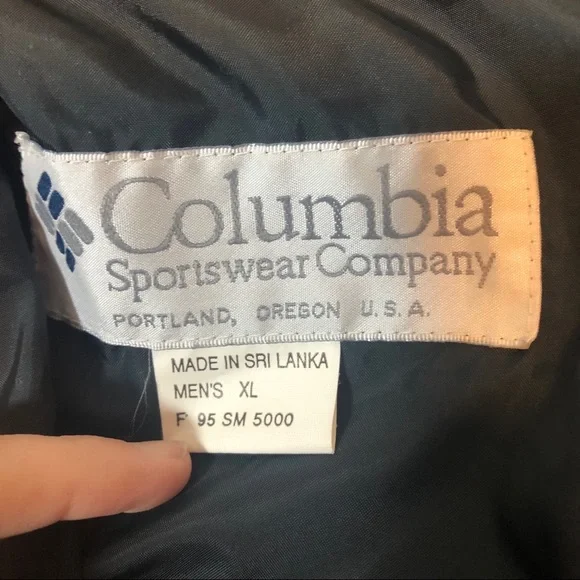 Columbia
Sportswear Company
PORTLAND, OREGON U.S.A.
MADE IN SRI LANKA
MEN'S XL
F 95 SM 5000